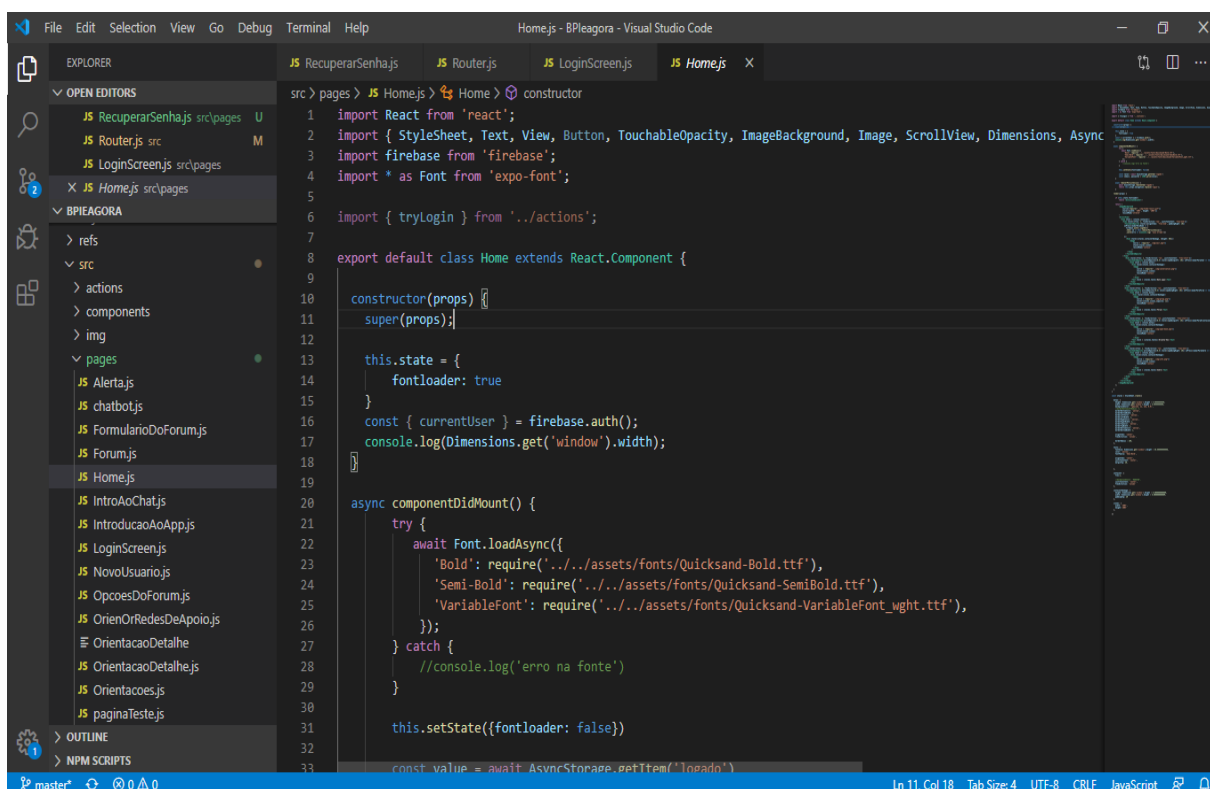 File Edit Selection View Go Debug Terminal Help
Home.js - BPIeagora - Visual Studio Code
EXPLORER
OPEN EDITORS
JS RecuperarSenha.js src\pages U
JS Router.js src M
JS LoginScreen.js src\pages
JS Home.js src\pages
BPIEAGORA
refs
src
actions
components
img
pages
JS Alerta.js
JS chatbot.js
JS FormularioDoForum.js
JS Forum.js
JS Home.js
JS IntroAoChat.js
JS IntroducaoAoApp.js
JS LoginScreen.js
JS NovoUsuario.js
JS OpcoesDoForum.js
JS OrienOrRedesDeApoio.js
OrientacaoDetalhe
JS OrientacaoDetalhe.js
JS Orientacoes.js
JS paginaTeste.js
OUTLINE
NPM SCRIPTS
2
1
JS RecuperarSenha.js JS Router.js JS LoginScreen.js JS Home.js
src > pages > JS Home.js > Home > constructor
1 import React from 'react';
2 import { StyleSheet, Text, View, Button, TouchableOpacity, ImageBackground, Image, ScrollView, Dimensions, Async
3 import firebase from 'firebase';
4 import * as Font from 'expo-font';
5
6 import { tryLogin } from '../actions';
7
8 export default class Home extends React.Component {
9
10 constructor(props) {
11 super(props);
12
13 this.state = {
14 fontloader: true
15 }
16 const { currentUser } = firebase.auth();
17 console.log(Dimensions.get('window').width);
18 }
19
20 async componentDidMount() {
21 try {
22 await Font.loadAsync({
23 'Bold': require('../../assets/fonts/Quicksand-Bold.ttf'),
24 'Semi-Bold': require('../../assets/fonts/Quicksand-SemiBold.ttf'),
25 'VariableFont': require('../../assets/fonts/Quicksand-VariableFont_wght.ttf'),
26 });
27 } catch {
28 //console.log('erro na fonte')
29 }
30
31 this.setState({fontloader: false})
32
33 const value = await AsyncStorage.getItem('logado')
master* 0 0 Ln 11, Col 18 Tab Size: 4 UTF-8 CRLF JavaScript